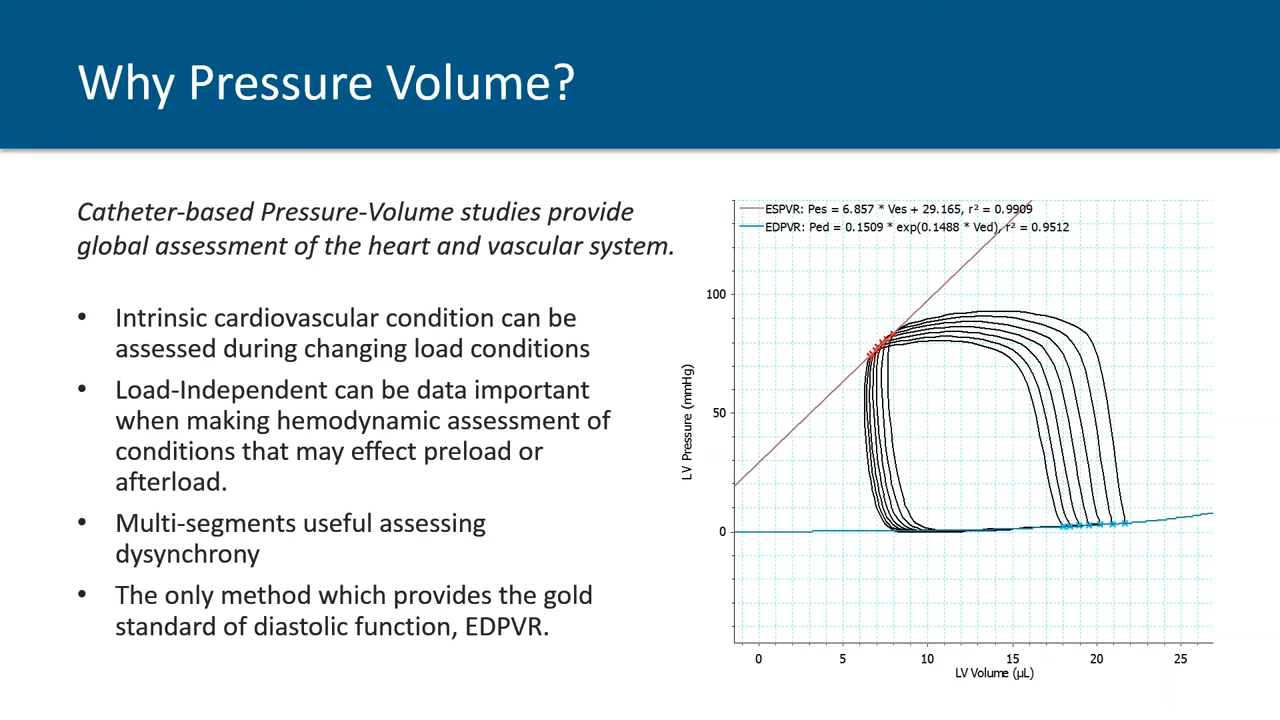 Why Pressure Volume?
Catheter-based Pressure-Volume studies provide
global assessment of the heart and vascular system.
• Intrinsic cardiovascular condition can be
assessed during changing load conditions
• Load-Independent can be data important
when making hemodynamic assessment of
conditions that may effect preload or
afterload.
• Multi-segments useful assessing
dysynchrony
• The only method which provides the gold
standard of diastolic function, EDPVR.
ESPVR: Pes = 6.857 * Ves + 29.165, r² = 0.9909
EDPVR: Ped = 0.1509 * exp(0.1488 * Ved), r² = 0.9512
LV Pressure (mmHg)
100
50
0
0 5 10 15 20 25
LV Volume (µL)